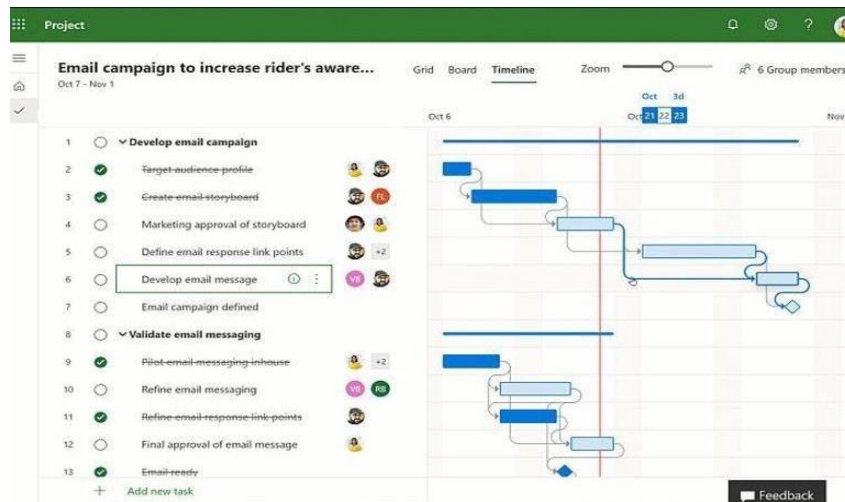 Project
?
Email campaign to increase rider's aware...
Oct 7 - Nov 1
Grid Board Timeline
Zoom
6 Group members
Oct 3d
Oct 6
Oct 21 22 23
Nov
1 Develop email campaign
2 Target audience profile
3 Create email storyboard FL
4 Marketing approval of storyboard
5 Define email response link points +2
6 Develop email message VB
7 Email campaign defined
8 Validate email messaging
9 Pilot email messaging inhouse +2
10 Refine email messaging VB RB
11 Refine email response link points
12 Final approval of email message
13 Email ready
+ Add new task
Feedback